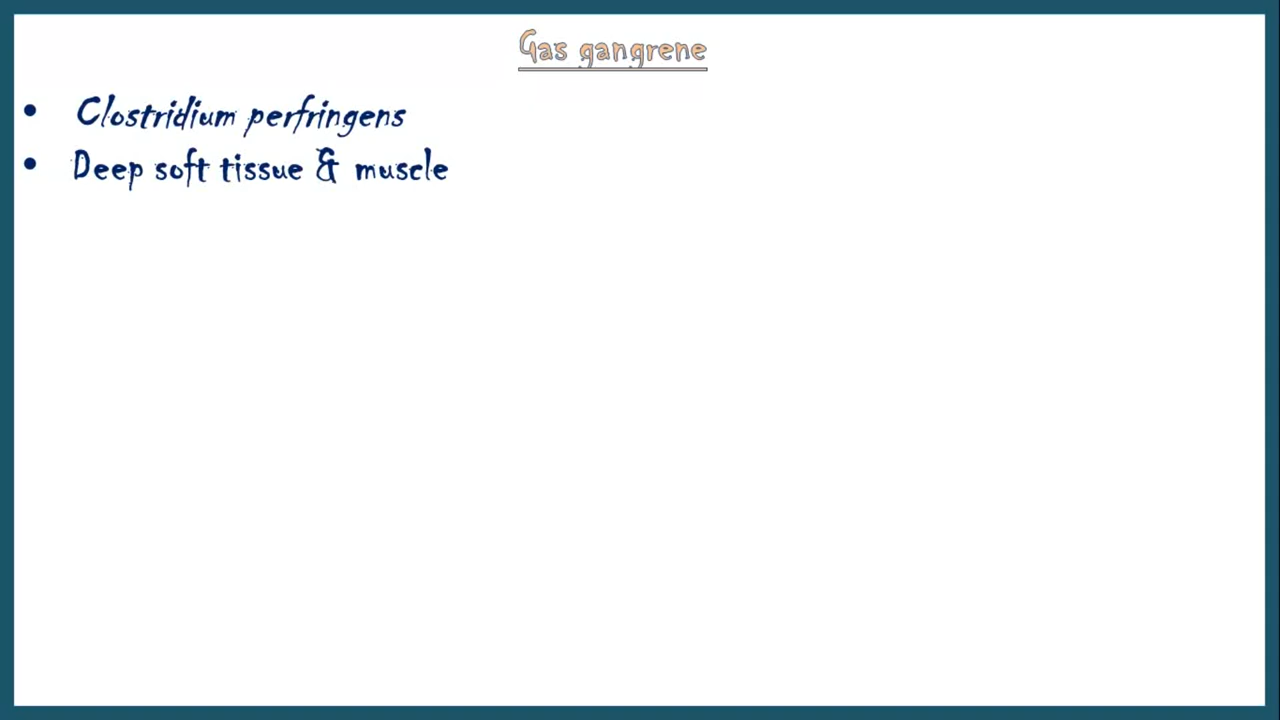 Gas gangrene
• Clostridium perfringens
• Deep soft tissue & muscle